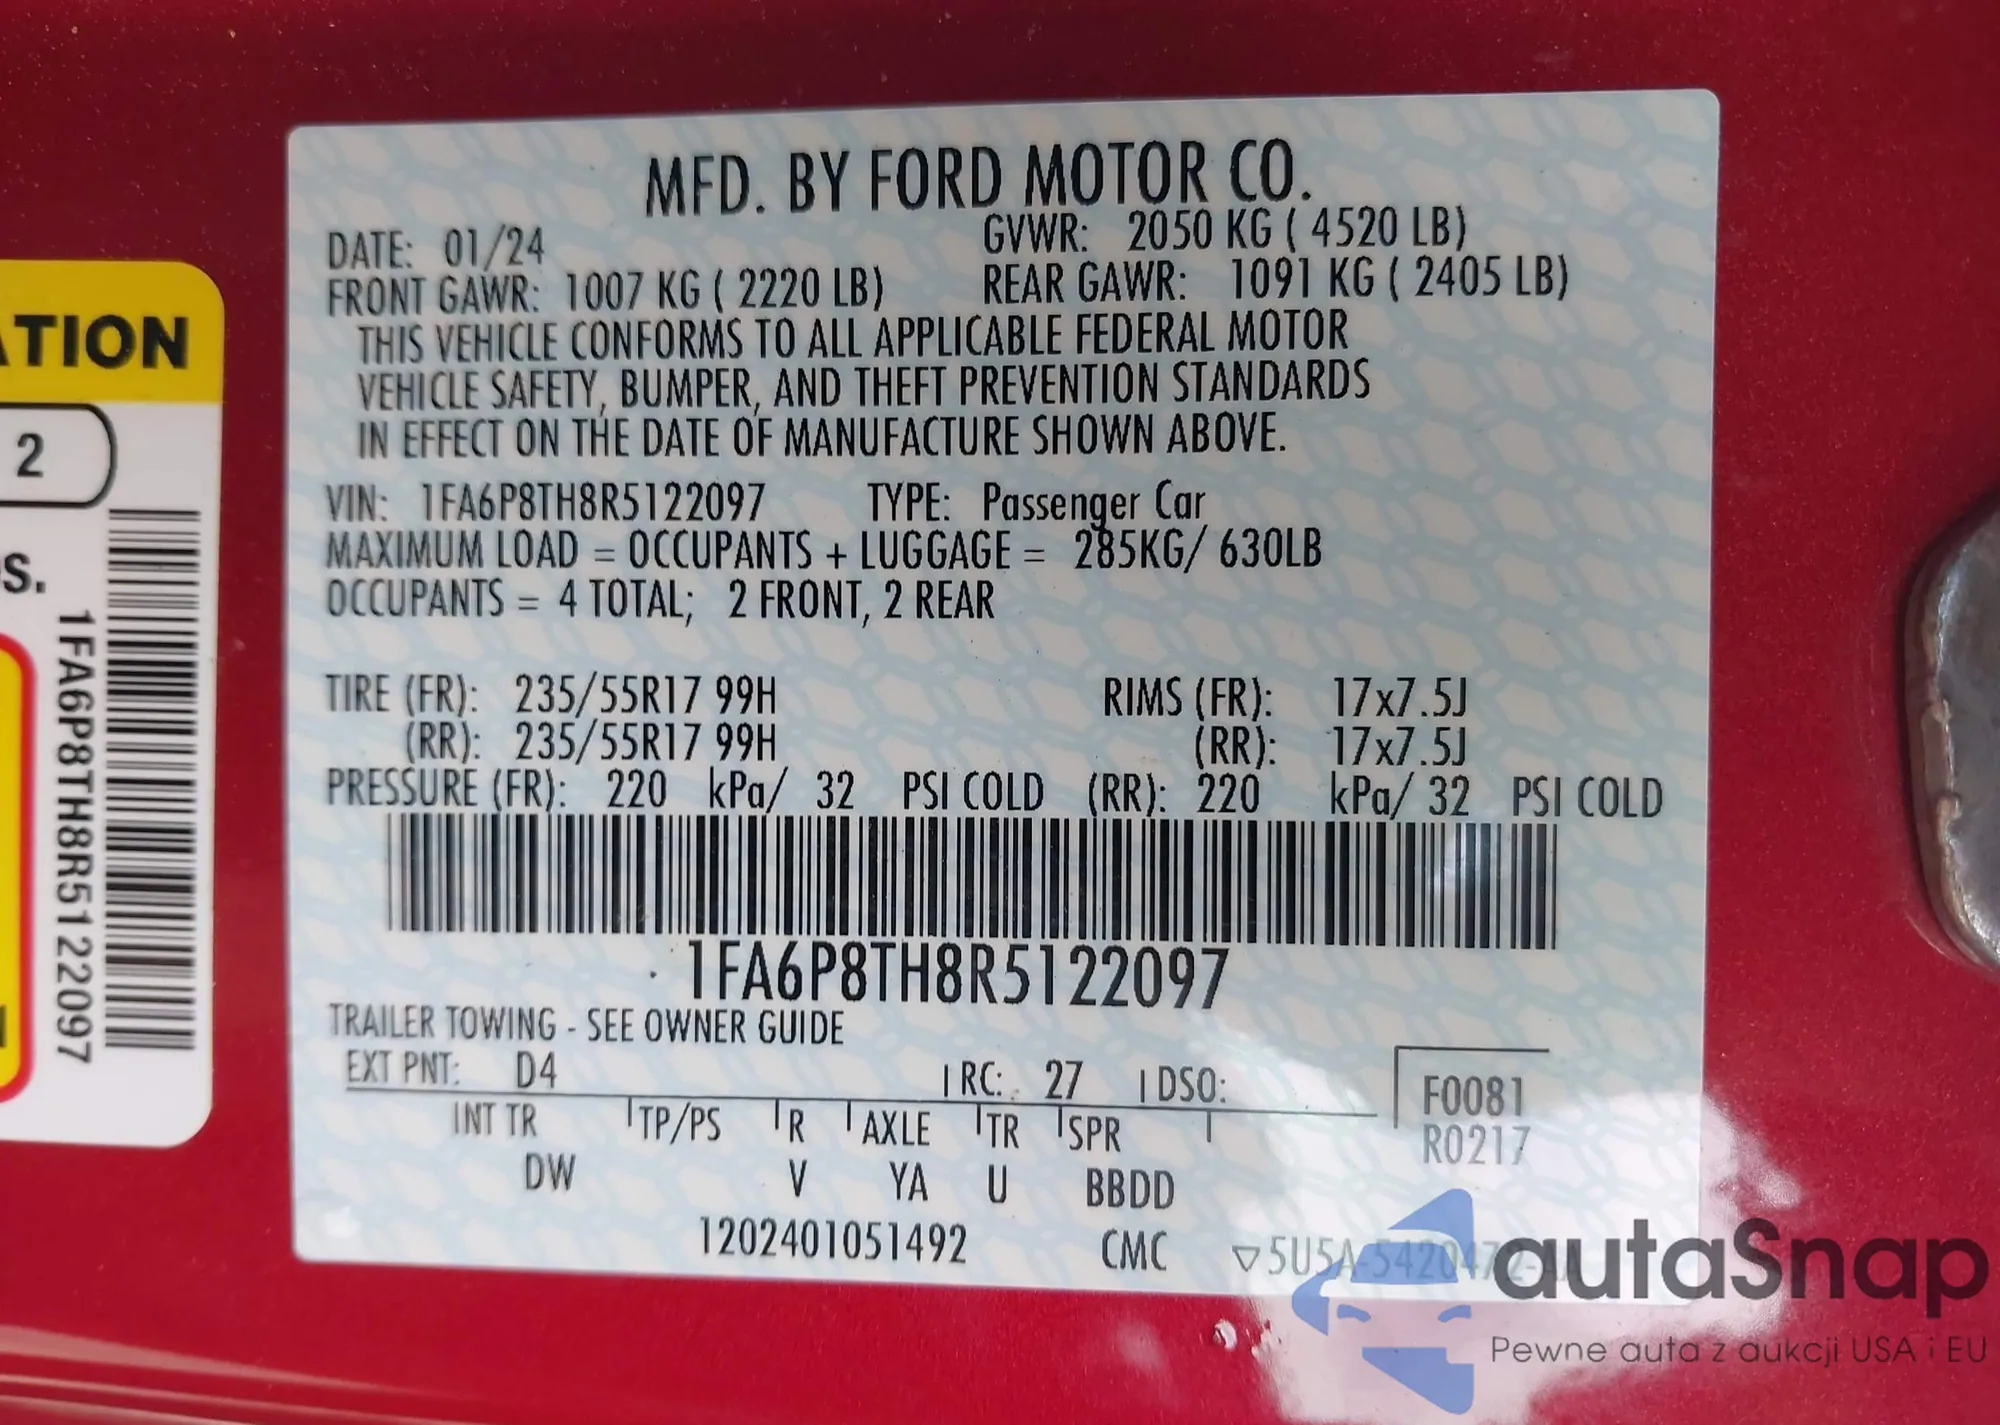 MFD. BY FORD MOTOR CO.
DATE: 01/24 GVWR: 2050 KG ( 4520 LB)
FRONT GAWR: 1007 KG ( 2220 LB) REAR GAWR: 1091 KG ( 2405 LB)
THIS VEHICLE CONFORMS TO ALL APPLICABLE FEDERAL MOTOR
VEHICLE SAFETY, BUMPER, AND THEFT PREVENTION STANDARDS
IN EFFECT ON THE DATE OF MANUFACTURE SHOWN ABOVE.
VIN: 1FA6P8TH8R5122097 TYPE: Passenger Car
MAXIMUM LOAD = OCCUPANTS + LUGGAGE = 285KG/ 630LB
OCCUPANTS = 4 TOTAL; 2 FRONT, 2 REAR
TIRE (FR): 235/55R17 99H RIMS (FR): 17x7.5J
(RR): 235/55R17 99H (RR): 17x7.5J
PRESSURE (FR): 220 kPa/ 32 PSI COLD (RR): 220 kPa/ 32 PSI COLD
1FA6P8TH8R5122097
TRAILER TOWING - SEE OWNER GUIDE
EXT PNT: D4 RC: 27 DSO:
F0081
INT TR TP/PS R AXLE TR SPR
R0217
DW V YA U BBDD
1202401051492 CMC ▽5U5A-5420472-AA
ATION
2
s.
1FA6P8TH8R5122097
autaSnap
Pewne auta z aukcji USA i EU